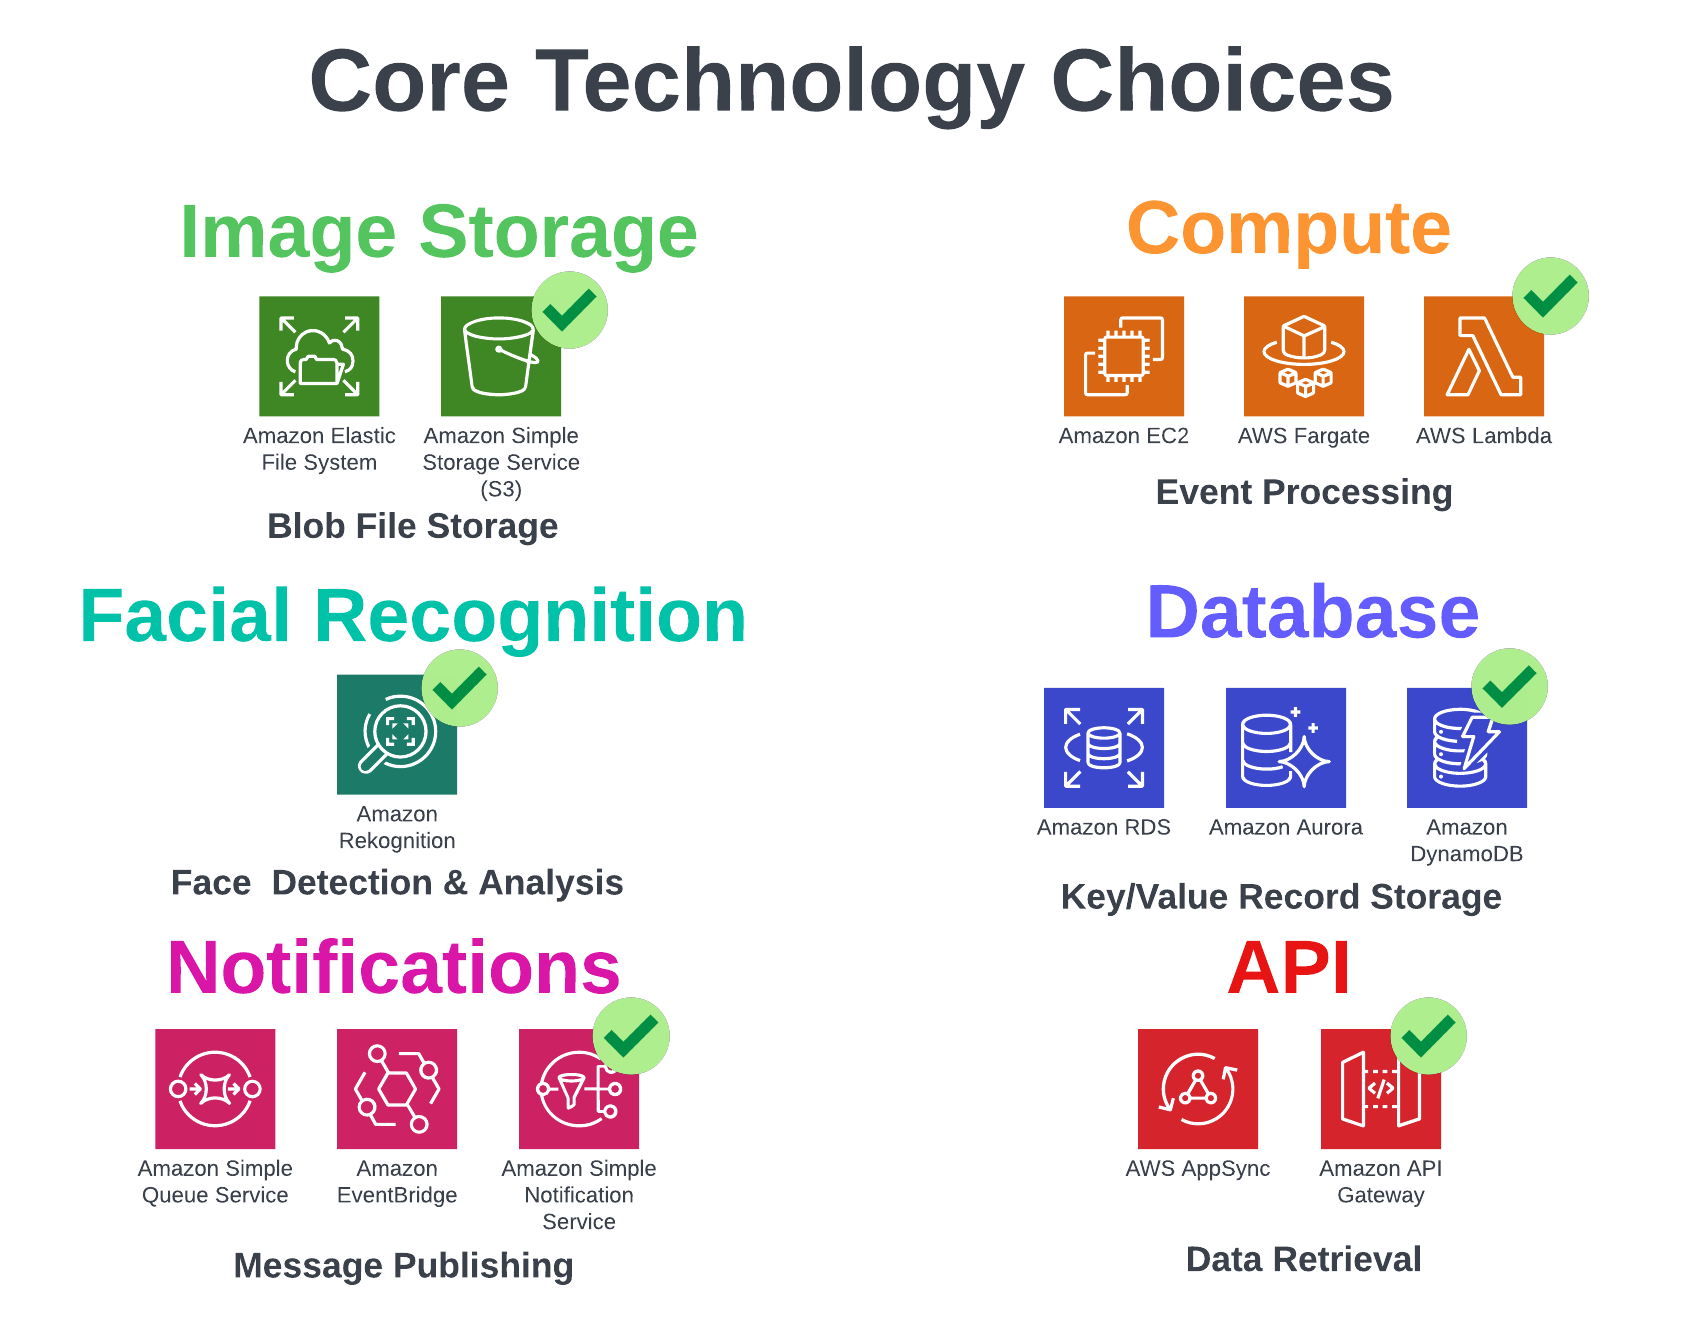 Core Technology Choices
Image Storage
Amazon Elastic
File System
Amazon Simple
Storage Service
(S3)
Blob File Storage
Compute
Amazon EC2
AWS Fargate
AWS Lambda
Event Processing
Facial Recognition
Amazon
Rekognition
Face  Detection & Analysis
Database
Amazon RDS
Amazon Aurora
Amazon
DynamoDB
Key/Value Record Storage
Notifications
Amazon Simple
Queue Service
Amazon
EventBridge
Amazon Simple
Notification
Service
Message Publishing
API
AWS AppSync
</>
Amazon API
Gateway
Data Retrieval